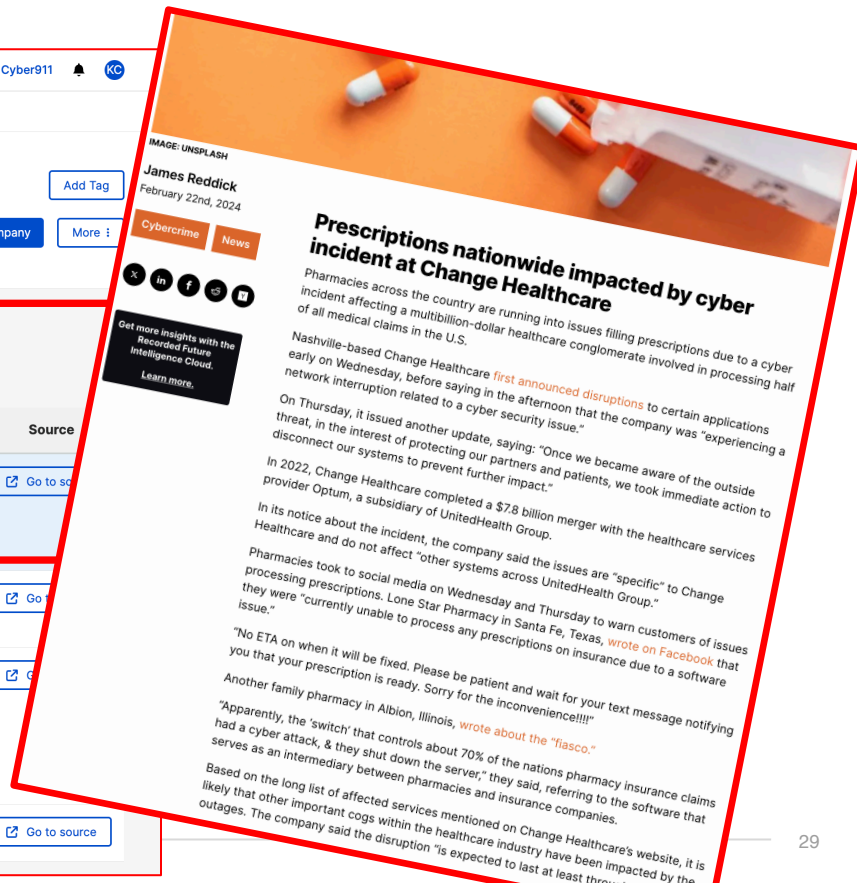 Cyber911
KC
Add Tag
mpany
More
Source
Go to so
Go t
G
Go to source
IMAGE: UNSPLASH
James Reddick
February 22nd, 2024
Cybercrime
News
Get more insights with the
Recorded Future
Intelligence Cloud.
Learn more.
Prescriptions nationwide impacted by cyber
incident at Change Healthcare
Pharmacies across the country are running into issues filling prescriptions due to a cyber
incident affecting a multibillion-dollar healthcare conglomerate involved in processing half
of all medical claims in the U.S.
Nashville-based Change Healthcare first announced disruptions to certain applications
early on Wednesday, before saying in the afternoon that the company was “experiencing a
network interruption related to a cyber security issue.”
On Thursday, it issued another update, saying: “Once we became aware of the outside
threat, in the interest of protecting our partners and patients, we took immediate action to
disconnect our systems to prevent further impact.”
In 2022, Change Healthcare completed a $7.8 billion merger with the healthcare services
provider Optum, a subsidiary of UnitedHealth Group.
In its notice about the incident, the company said the issues are “specific” to Change
Healthcare and do not affect “other systems across UnitedHealth Group.”
Pharmacies took to social media on Wednesday and Thursday to warn customers of issues
processing prescriptions. Lone Star Pharmacy in Santa Fe, Texas, wrote on Facebook that
they were “currently unable to process any prescriptions on insurance due to a software
issue.”
“No ETA on when it will be fixed. Please be patient and wait for your text message notifying
you that your prescription is ready. Sorry for the inconvenience!!!!”
Another family pharmacy in Albion, Illinois, wrote about the “fiasco.”
“Apparently, the ‘switch’ that controls about 70% of the nations pharmacy insurance claims
had a cyber attack, & they shut down the server,” they said, referring to the software that
serves as an intermediary between pharmacies and insurance companies.
Based on the long list of affected services mentioned on Change Healthcare’s website, it is
likely that other important cogs within the healthcare industry have been impacted by the
outages. The company said the disruption “is expected to last at least
29